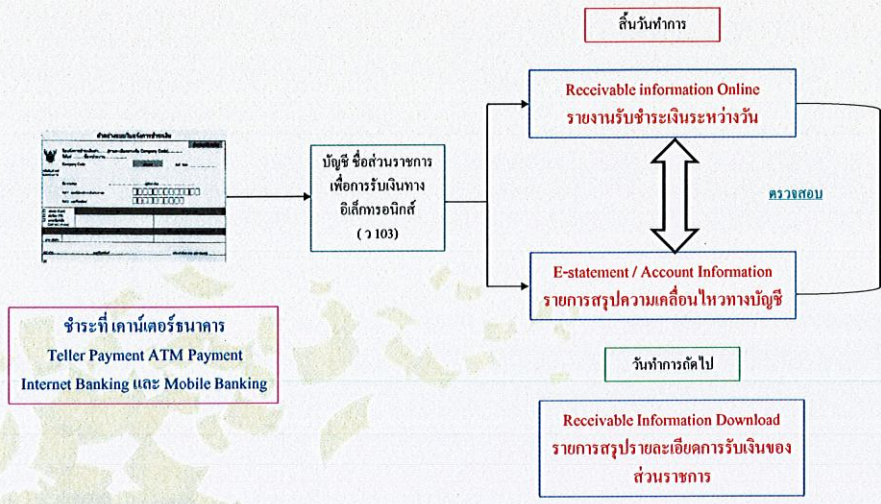 สิ้นวันทำการ
Receivable information Online
รายงานรับชำระเงินระหว่างวัน
บัญชี ชื่อส่วนราชการ
เพื่อการรับเงินทาง
อิเล็กทรอนิกส์
( ว 103)
ตรวจสอบ
E-statement / Account Information
รายการสรุปความเคลื่อนไหวทางบัญชี
ชำระที่ เคาน์เตอร์ธนาคาร
Teller Payment ATM Payment
Internet Banking และ Mobile Banking
วันทำการถัดไป
Receivable Information Download
รายการสรุปรายละเอียดการรับเงินของ
ส่วนราชการ